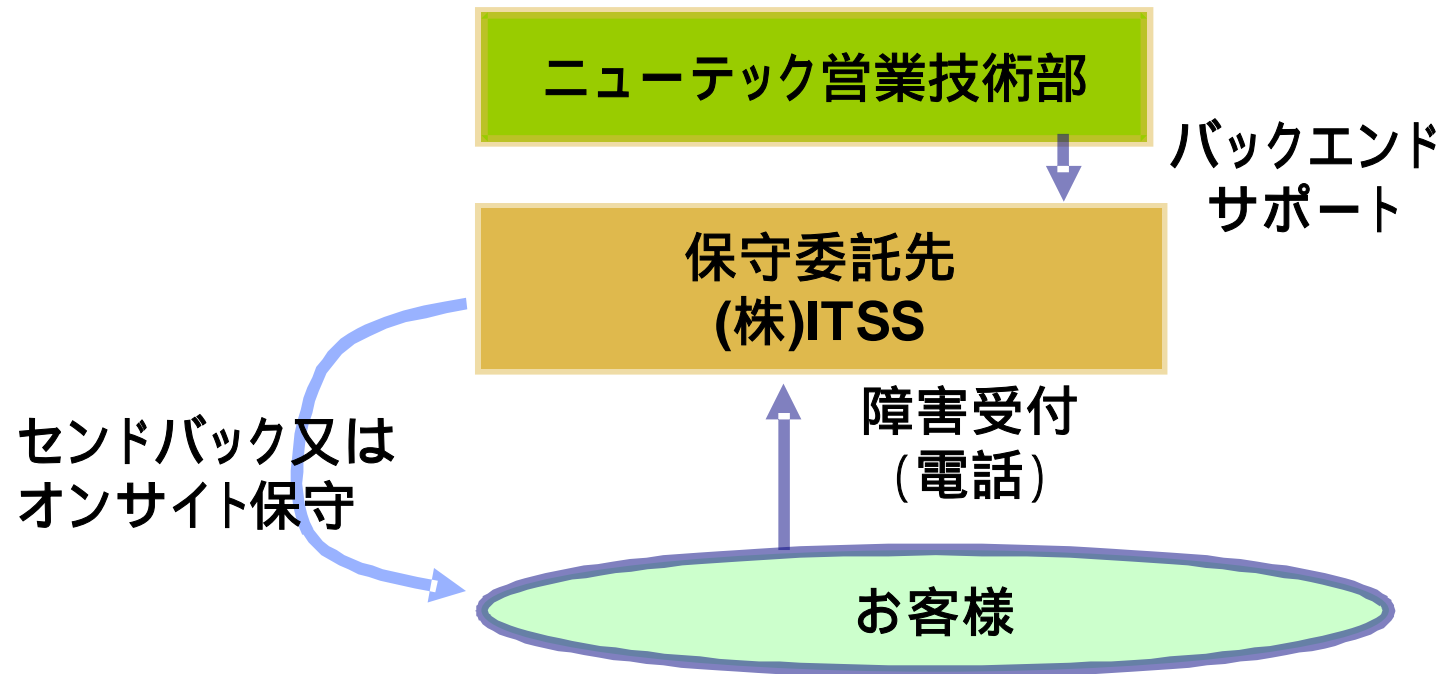 ニューテック営業技術部
バックエンド
サポート
保守委託先
(株)ITSS
障害受付
(電話)
センドバック又は
オンサイト保守
お客様